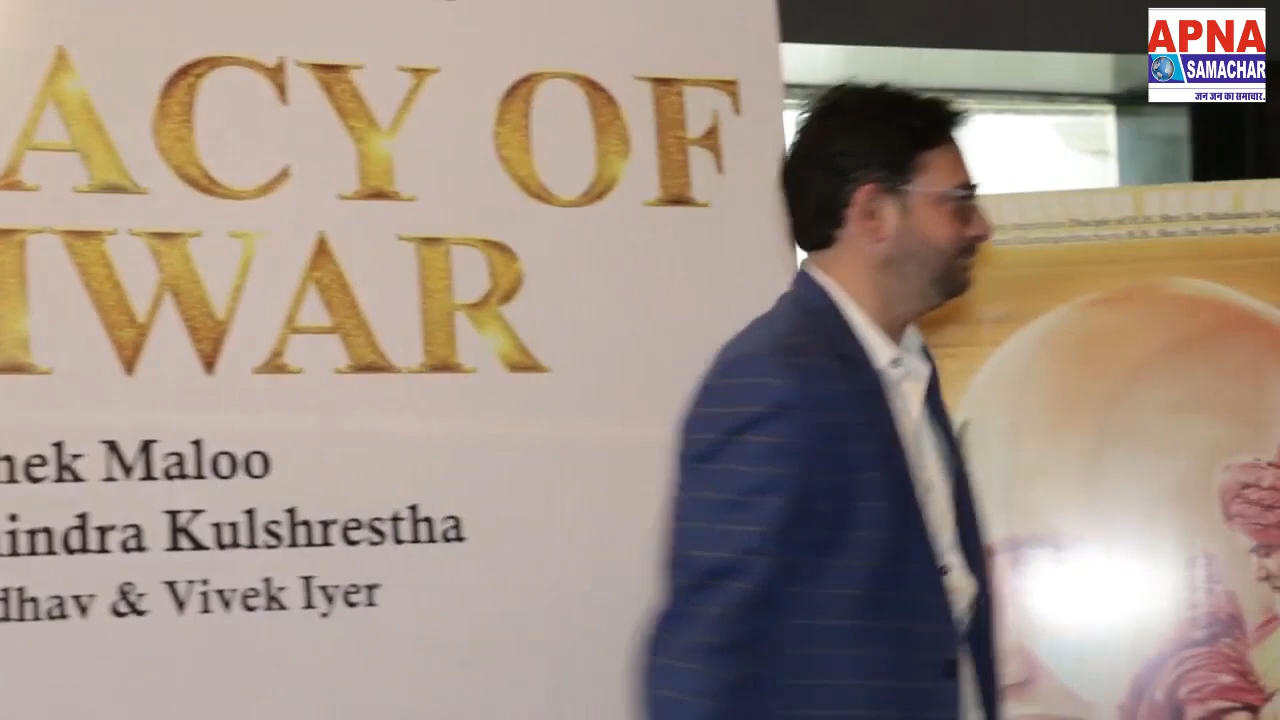 ACY OF
IWAR
hek Maloo
indra Kulshrestha
dhav & Vivek Iyer
APNA
SAMACHAR
जन जन का समाचार.